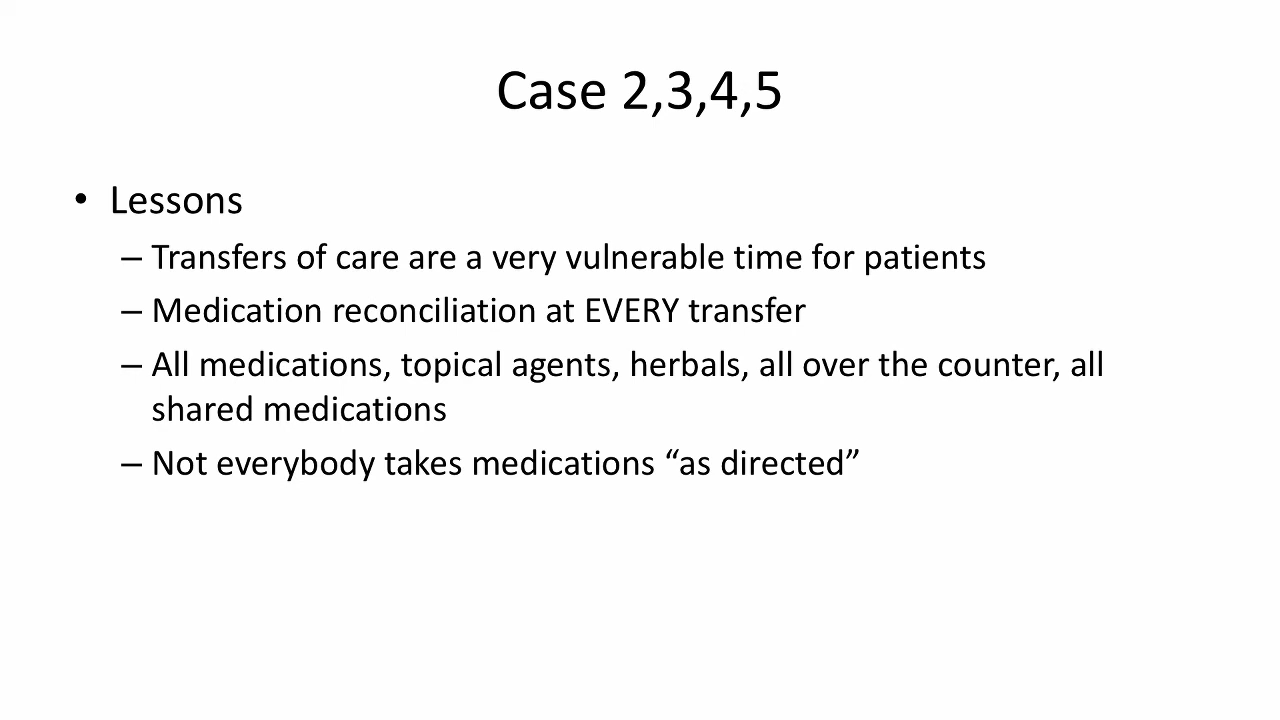 Case 2,3,4,5
• Lessons
– Transfers of care are a very vulnerable time for patients
– Medication reconciliation at EVERY transfer
– All medications, topical agents, herbals, all over the counter, all
shared medications
– Not everybody takes medications “as directed”